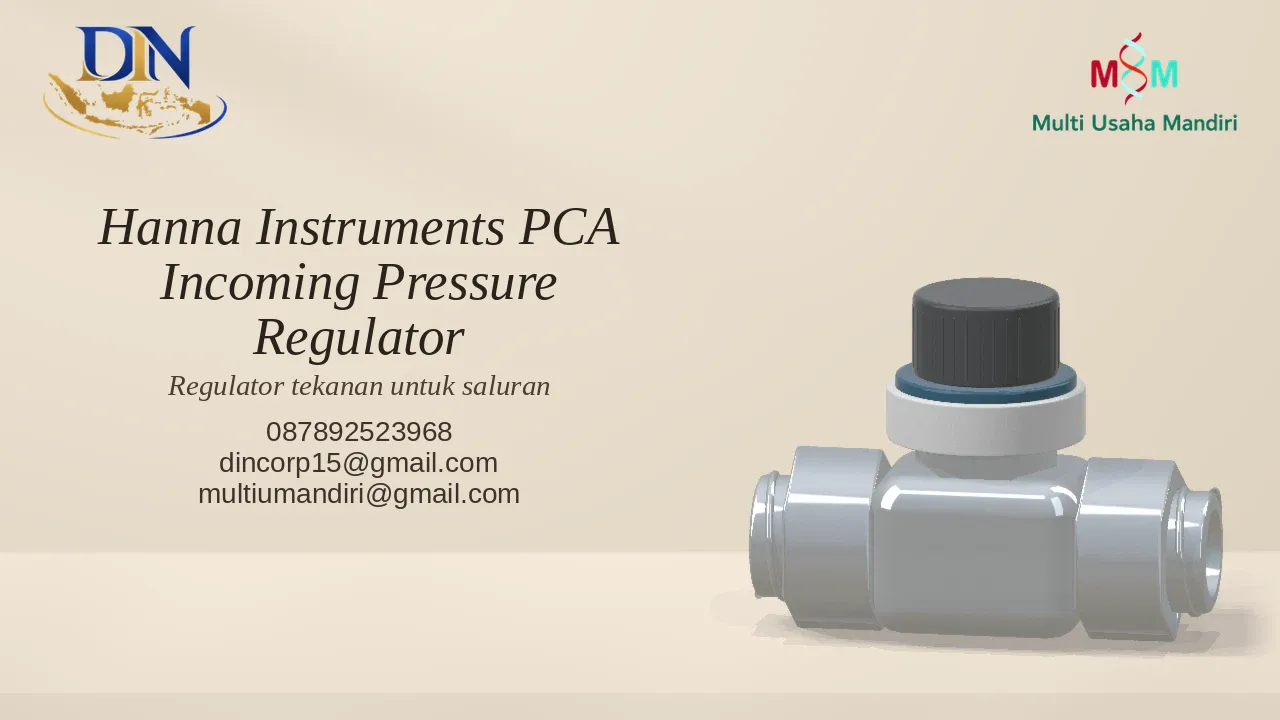 DIN
M M
Multi Usaha Mandiri
Hanna Instruments PCA
Incoming Pressure
Regulator
Regulator tekanan untuk saluran
087892523968
dincorp15@gmail.com
multiumandiri@gmail.com